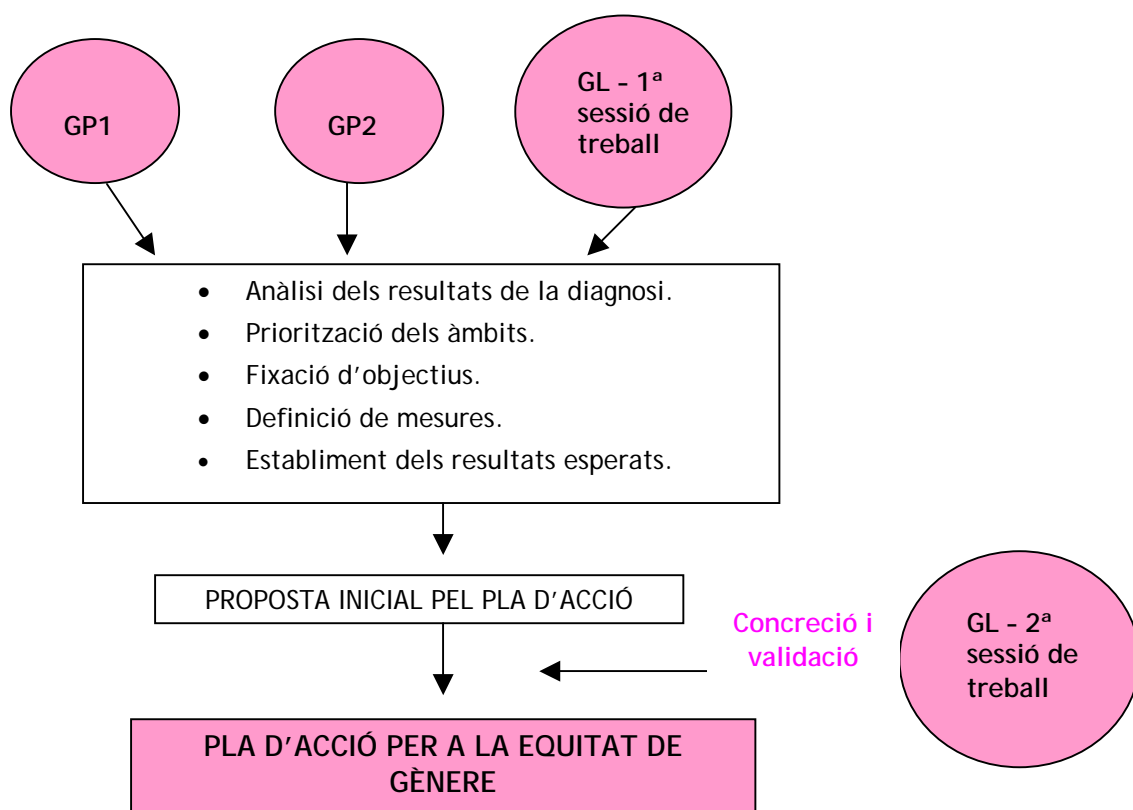 GP1
GP2
GL - 1ª
sessió de
treball
• Anàlisi dels resultats de la diagnosi.
• Priorització dels àmbits.
• Fixació d'objectius.
• Definició de mesures.
• Establiment dels resultats esperats.
PROPOSTA INICIAL PEL PLA D'ACCIÓ
Concreció i
validació
GL - 2ª
sessió de
treball
PLA D'ACCIÓ PER A LA EQUITAT DE
GÈNERE